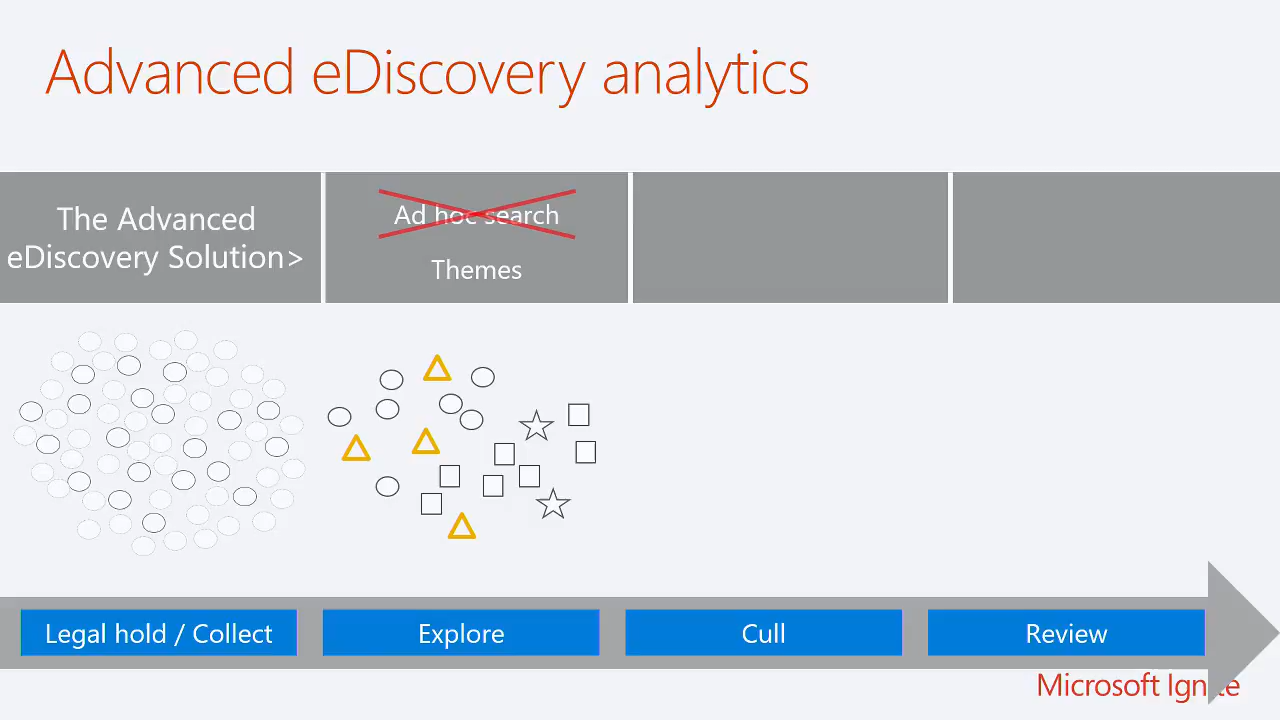 Advanced eDiscovery analytics
The Advanced
eDiscovery Solution>
Ad hoc search
Themes
Legal hold / Collect
Explore
Cull
Review
Microsoft Ignite